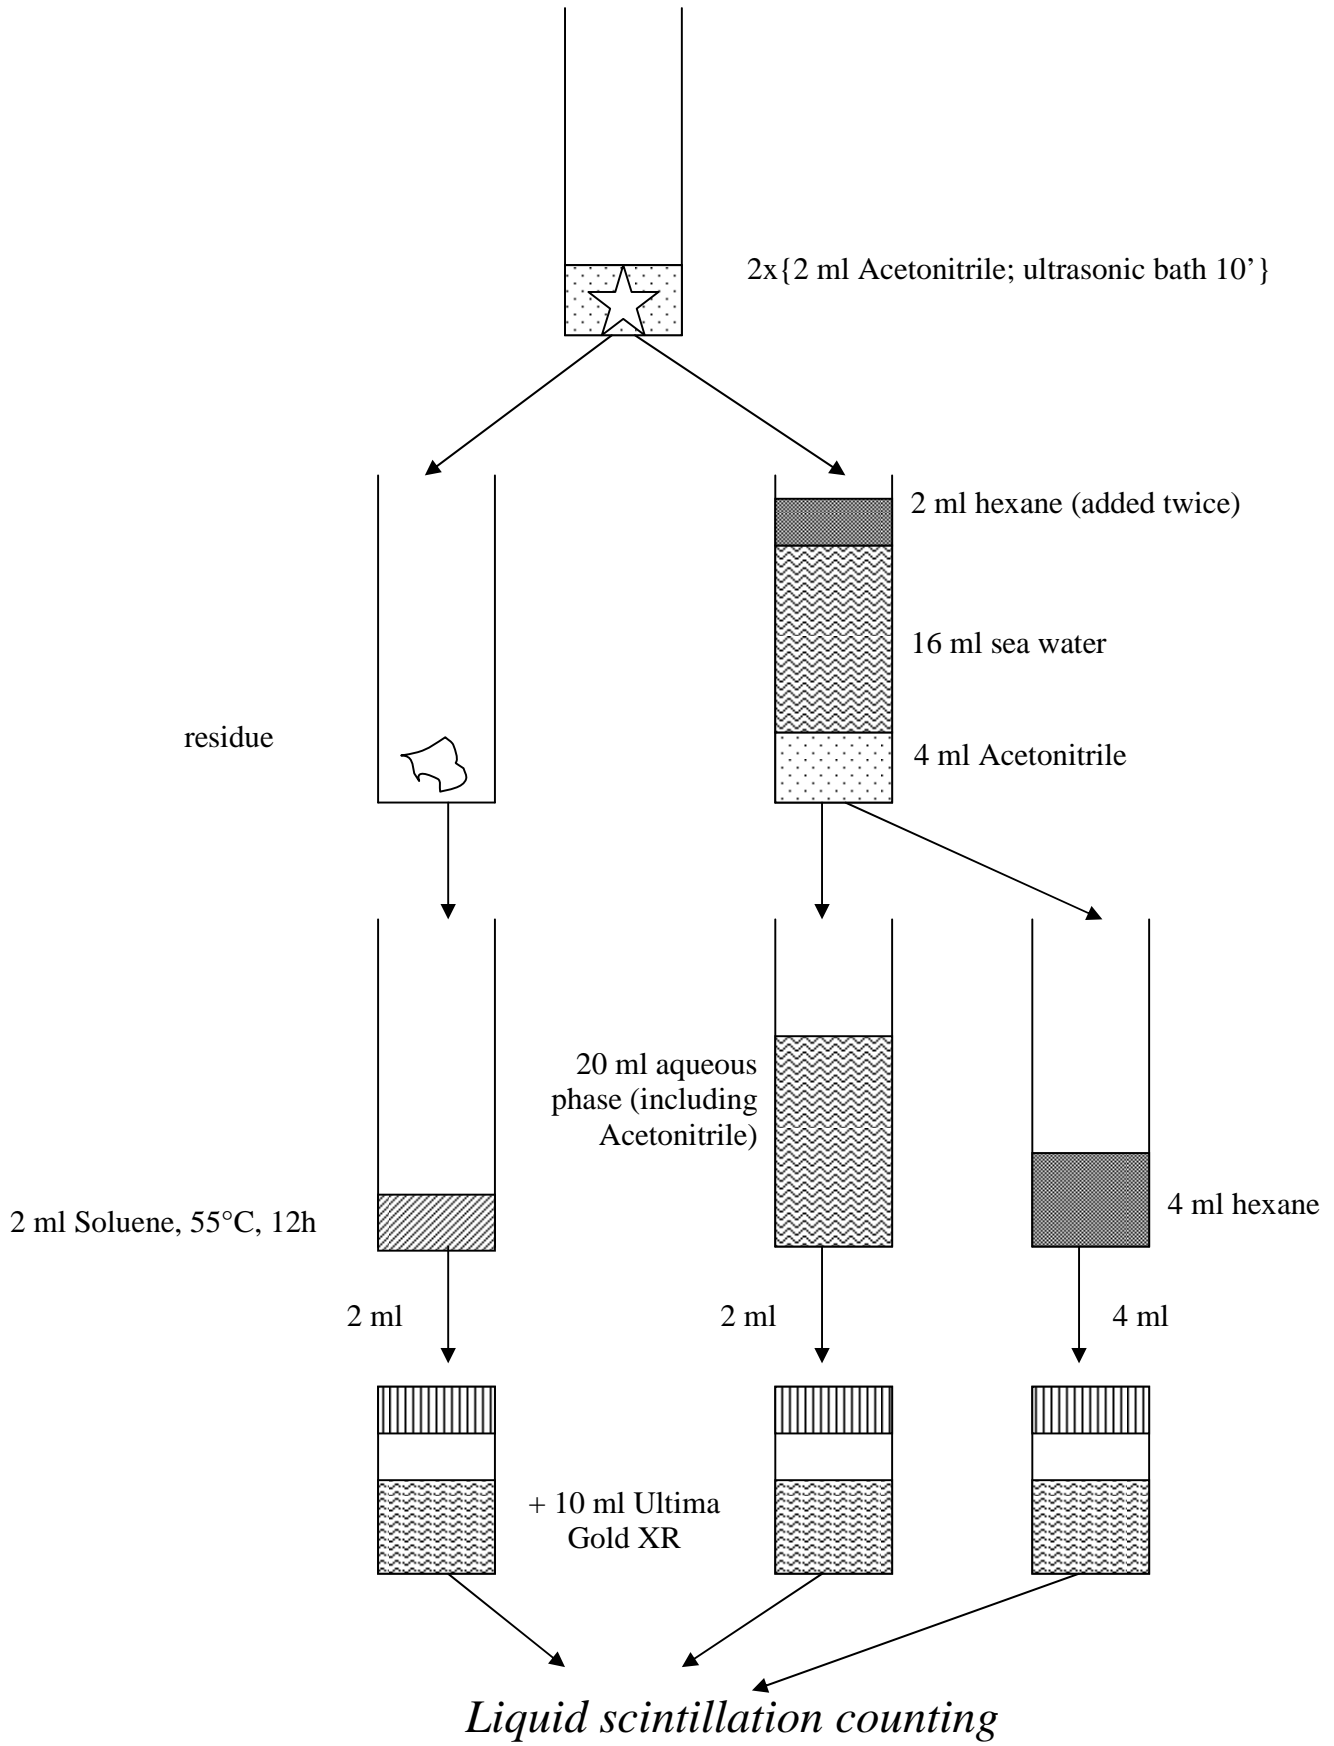 2x{2 ml Acetonitrile; ultrasonic bath 10’}
2 ml hexane (added twice)
16 ml sea water
residue
4 ml Acetonitrile
20 ml aqueous
phase (including
Acetonitrile)
2 ml Soluene, 55°C, 12h
4 ml hexane
2 ml
2 ml
4 ml
+ 10 ml Ultima
Gold XR
Liquid scintillation counting